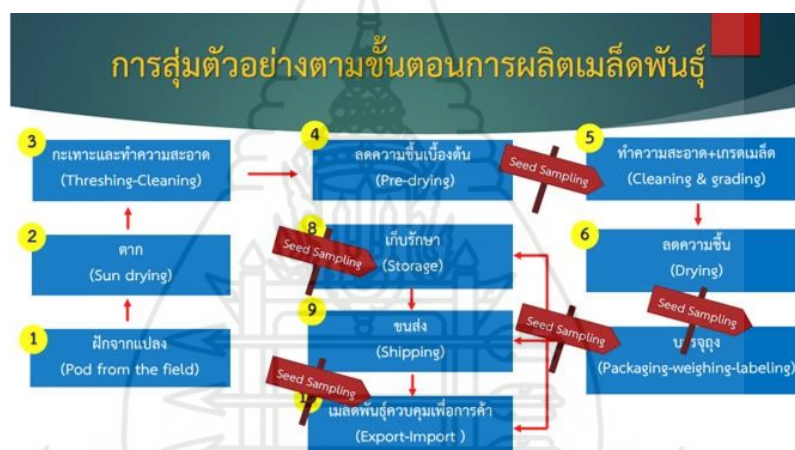 การสุ่มตัวอย่างตามขั้นตอนการผลิตเมล็ดพันธุ์
3
กะเทาะและทำความสะอาด
(Threshing-Cleaning)
4
ลดความชื้นเบื้องต้น
(Pre-drying)
Seed Sampling
5
ทำความสะอาด+เกรดเมล็ด
(Cleaning & grading)
2
ตาก
(Sun drying)
8
Seed Sampling
เก็บรักษา
(Storage)
6
ลดความชื้น
(Drying)
Seed Sampling
1
ฝักจากแปลง
(Pod from the field)
9
ขนส่ง
(Shipping)
Seed Sampling
(Packaging-weighing-labeling)
Seed Sampling
เมล็ดพันธุ์ควบคุมเพื่อการค้า
(Export-Import )